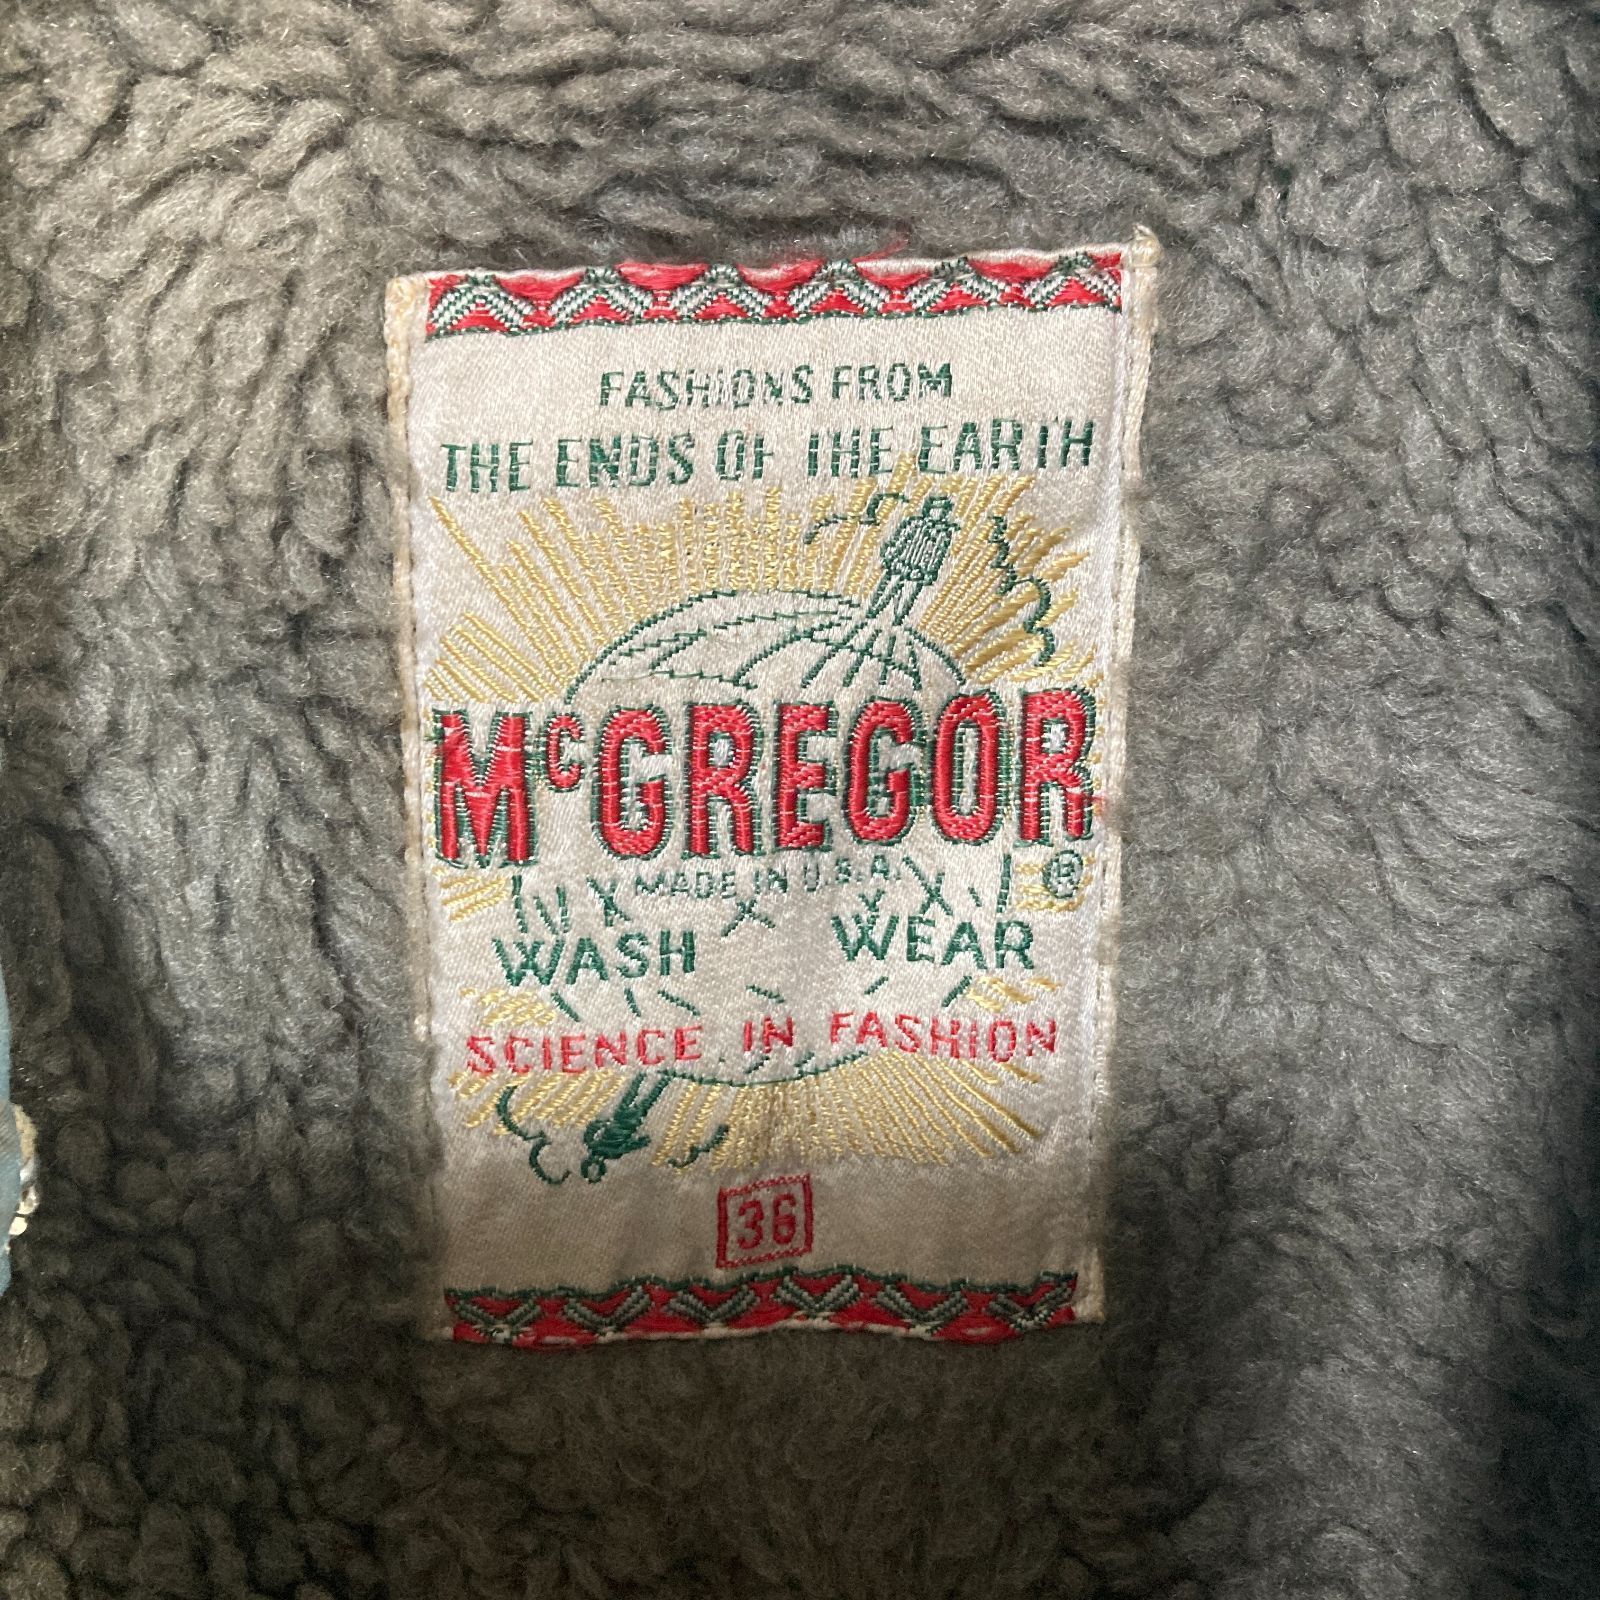 FASHIONS FROM
THE ENDS OF THE EARTH
McGREGOR
®
MADE IN U.S.A.
WASH WEAR
SCIENCE IN FASHION
36